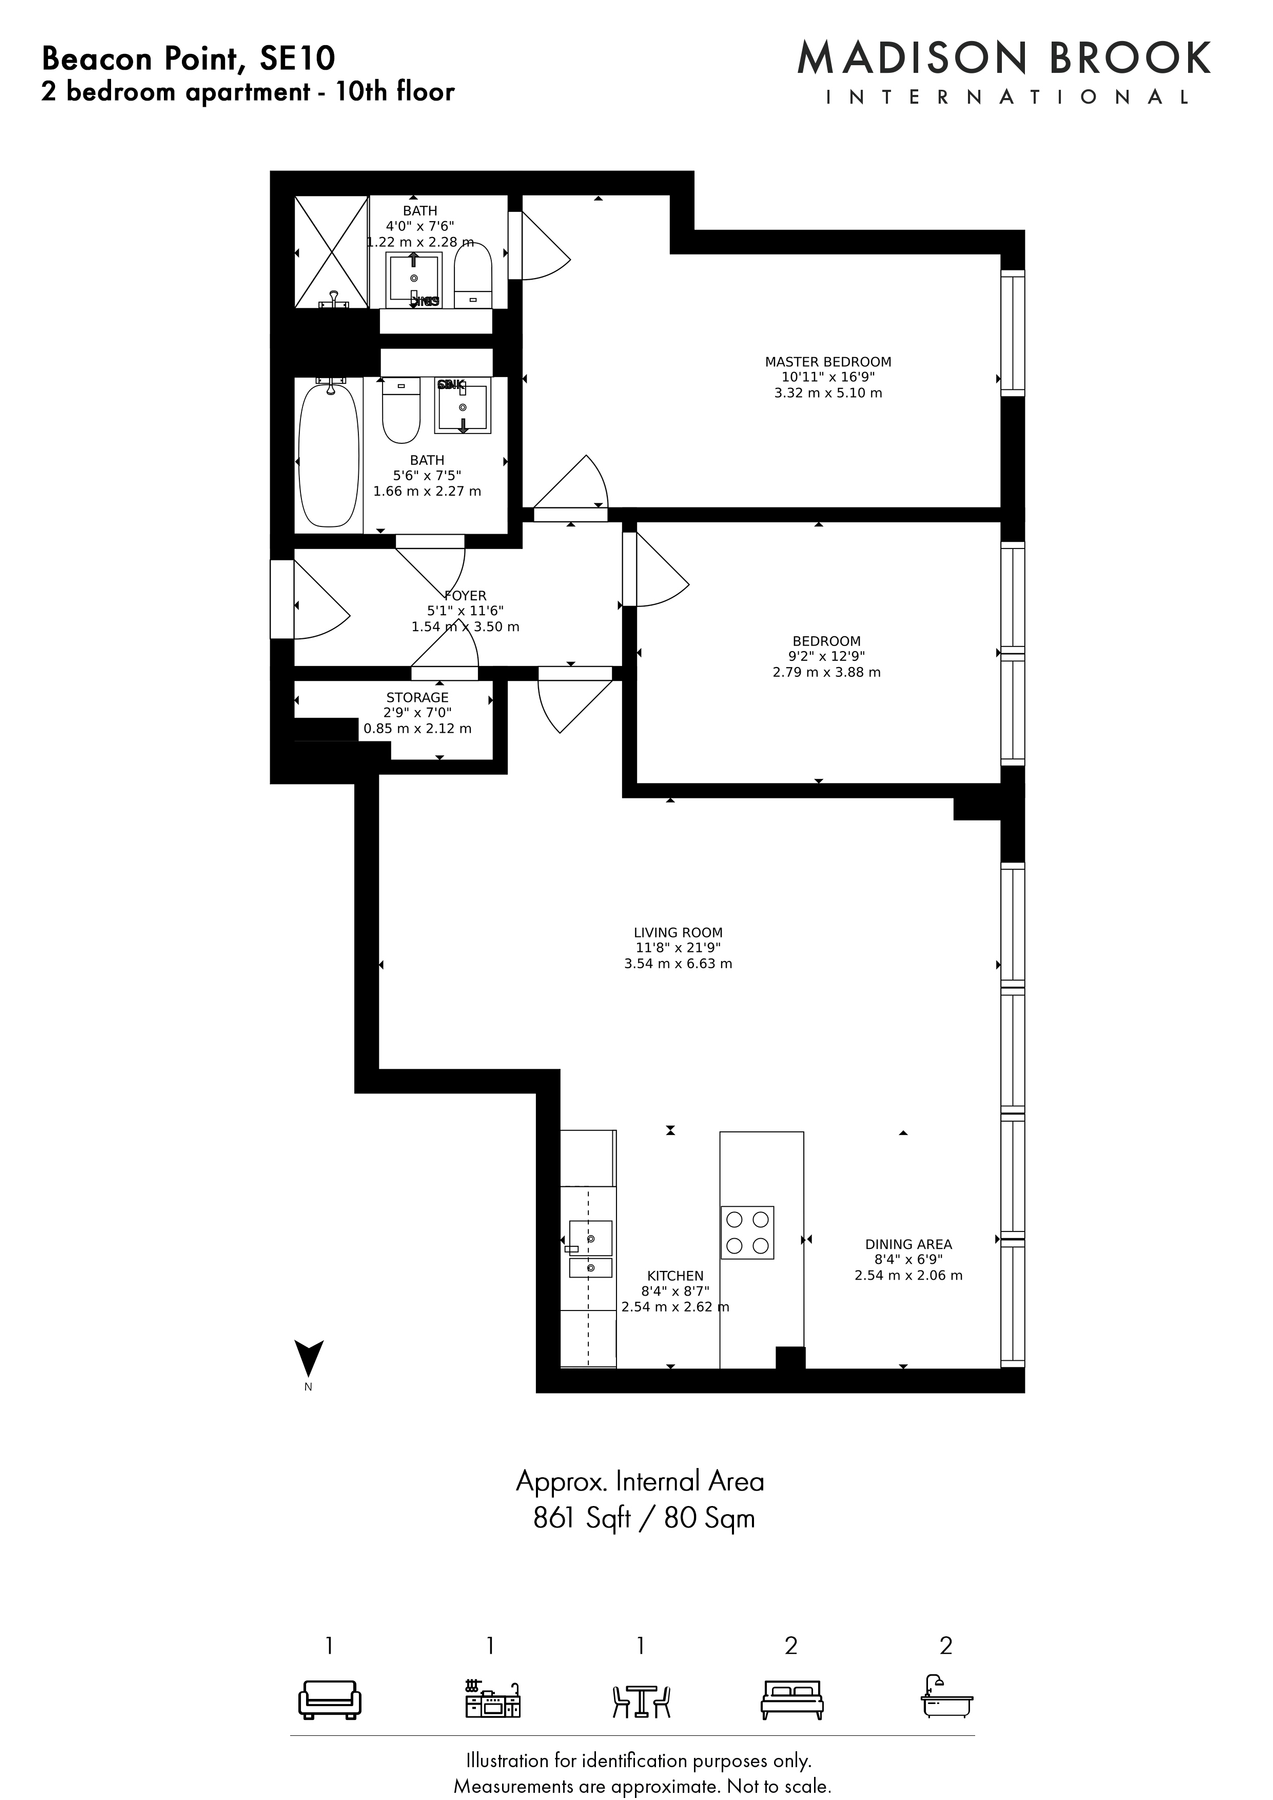 Beacon Point, SE10
2 bedroom apartment - 10th floor
MADISON BROOK
INTERNATIONAL
BATH
4'0" x 7'6"
1.22 m x 2.28 m
MASTER BEDROOM
10'11" x 16'9"
3.32 m x 5.10 m
BATH
5'6" x 7'5"
1.66 m x 2.27 m
FOYER
5'1" x 11'6"
1.54 m x 3.50 m
BEDROOM
9'2" x 12'9"
2.79 m x 3.88 m
STORAGE
2'9" x 7'0"
0.85 m x 2.12 m
LIVING ROOM
11'8" x 21'9"
3.54 m x 6.63 m
DINING AREA
8'4" x 6'9"
2.54 m x 2.06 m
KITCHEN
8'4" x 8'7"
2.54 m x 2.62 m
N
Approx. Internal Area
861 Sqft / 80 Sqm
1 1 1 2 2
Illustration for identification purposes only.
Measurements are approximate. Not to scale.